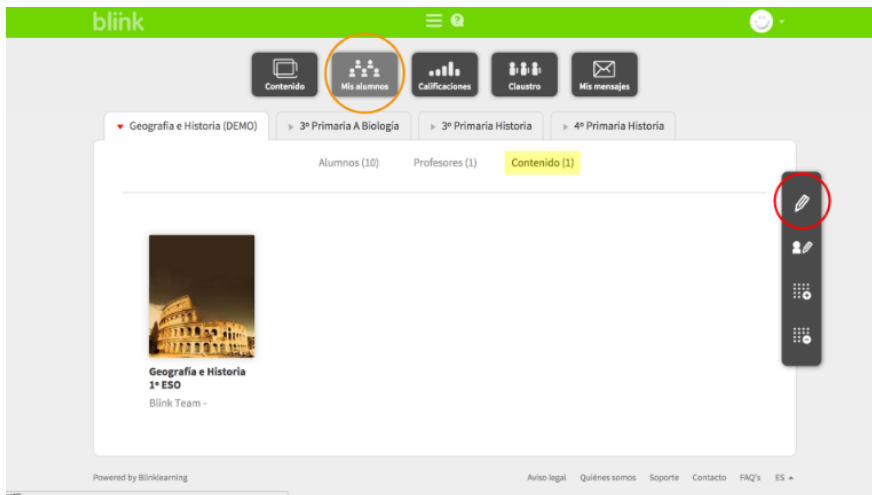 blink
Contenido
Mis alumnos
Calificaciones
Claustro
Mis mensajes
Geografía e Historia (DEMO)
3º Primaria A Biología
3º Primaria Historia
4º Primaria Historia
Alumnos (10)
Profesores (1)
Contenido (1)
Geografía e Historia
1º ESO
Blink Team -
Powered by Blinklearning
Aviso legal
Quiénes somos
Soporte
Contacto
FAQ's
ES